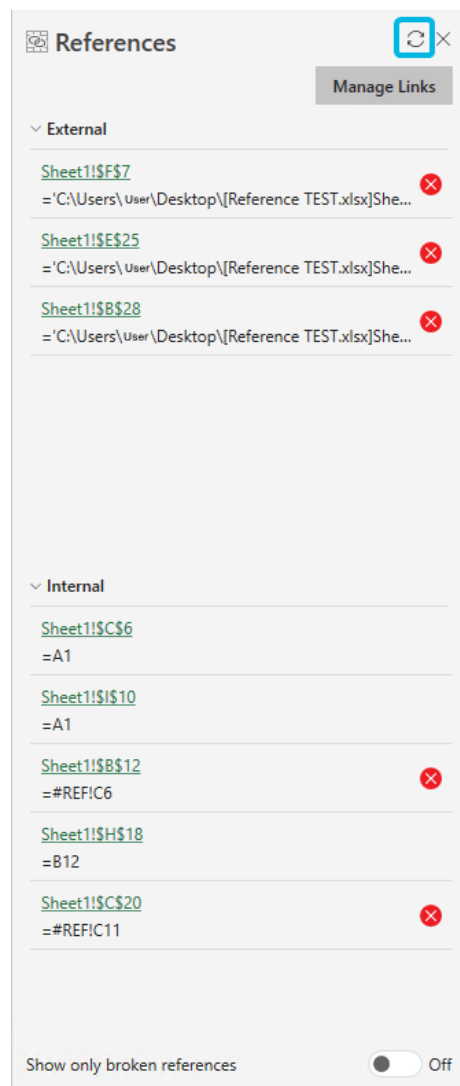 References
Manage Links
External
Sheet1!$F$7
='C:\Users\User\Desktop\[Reference TEST.xlsx]She...
Sheet1!$E$25
='C:\Users\User\Desktop\[Reference TEST.xlsx]She...
Sheet1!$B$28
='C:\Users\User\Desktop\[Reference TEST.xlsx]She...
Internal
Sheet1!$C$6
=A1
Sheet1!$I$10
=A1
Sheet1!$B$12
=#REF!C6
Sheet1!$H$18
=B12
Sheet1!$C$20
=#REF!C11
Show only broken references Off